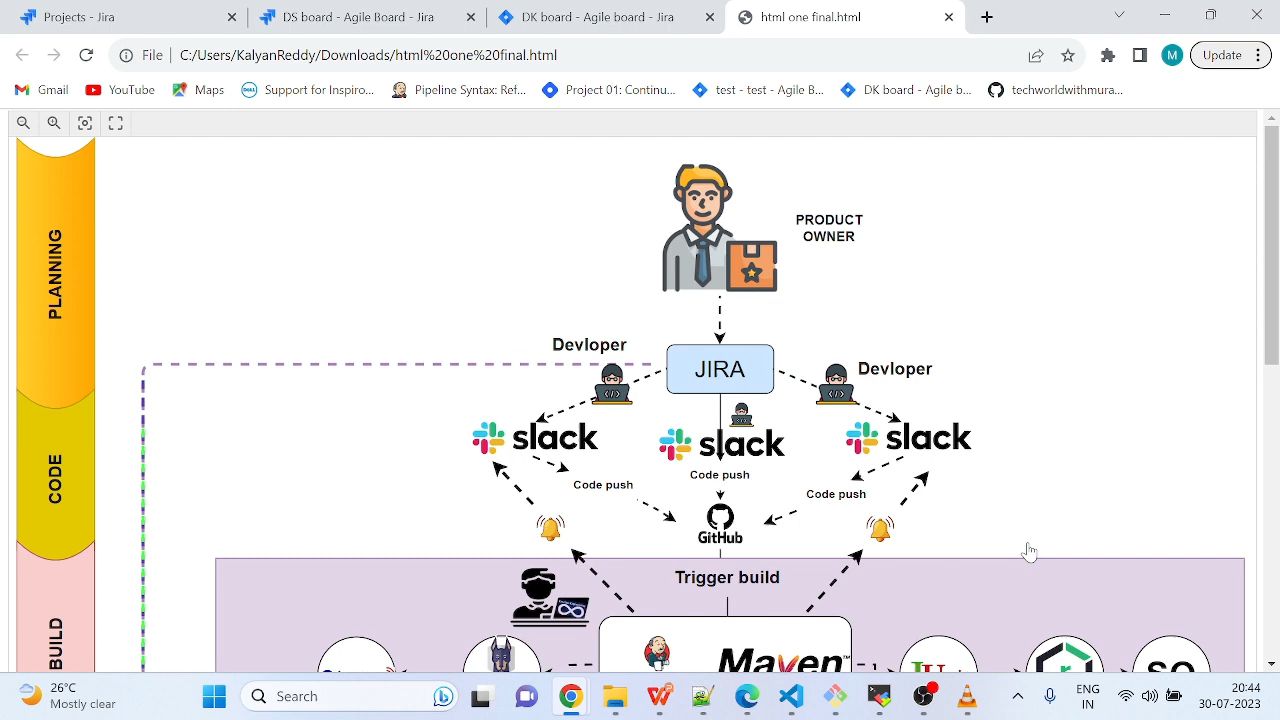 Projects - Jira
DS board - Agile Board - Jira
DK board - Agile board - Jira
html one final.html
File
C:/Users/KalyanReddy/Downloads/html%20one%20final.html
M
Update
Gmail
YouTube
Maps
Support for Inspiro...
Pipeline Syntax: Ref...
Project 01: Continu...
test - test - Agile B...
DK board - Agile b...
techworldwithmura...
PLANNING
CODE
BUILD
PRODUCT
OWNER
Devloper
JIRA
Devloper
slack
slack
slack
Code push
Code push
Code push
GitHub
Trigger build
Maven™
26°C
Mostly clear
Search
ENG
IN
20:44
30-07-2023